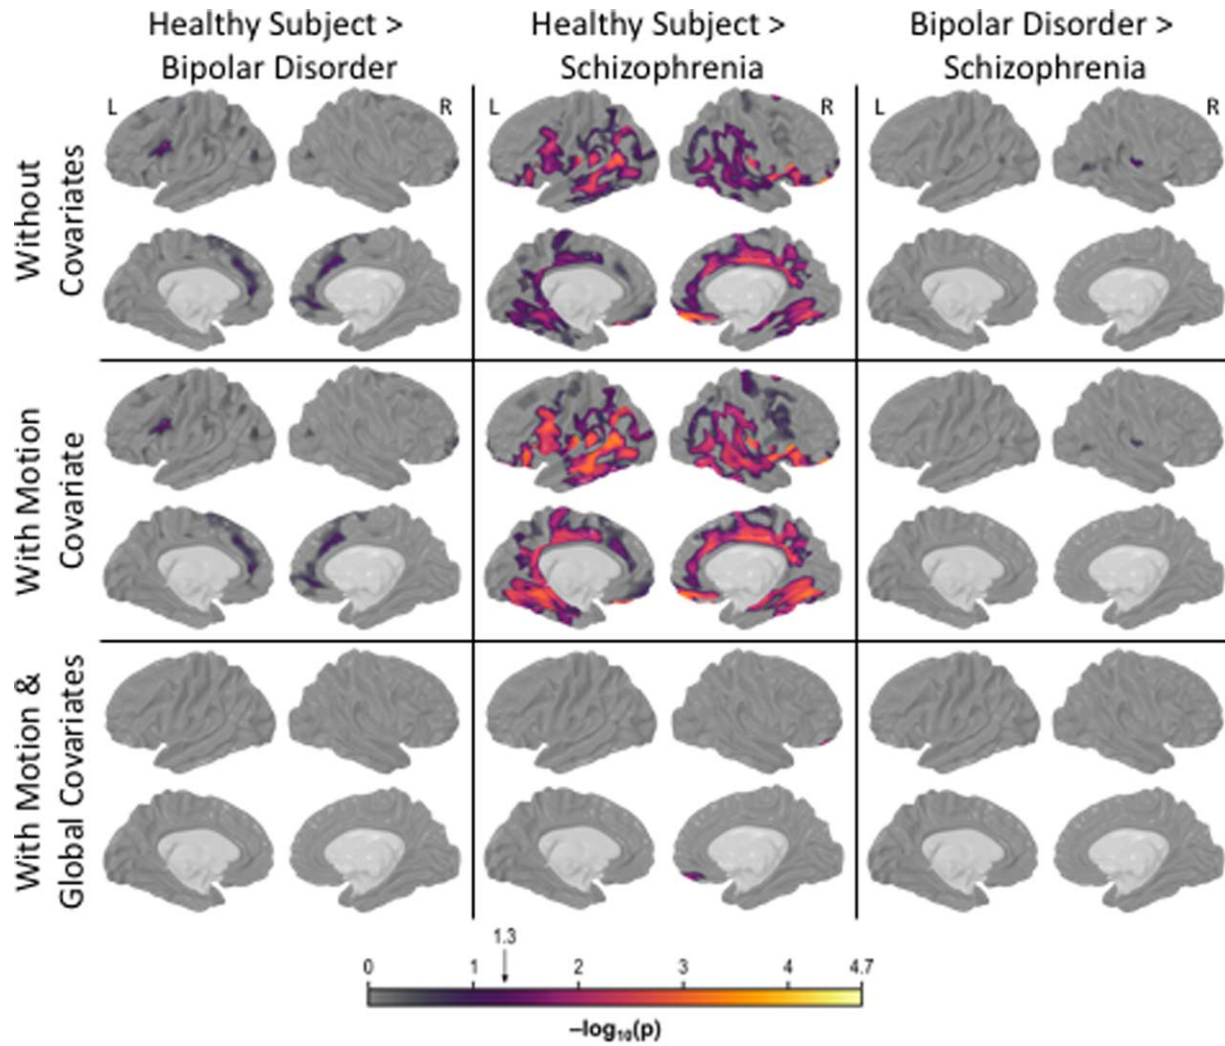 Healthy Subject >
Bipolar Disorder
Healthy Subject >
Schizophrenia
Bipolar Disorder >
Schizophrenia
L
R
L
R
L
R
Without
Covariates
With Motion
Covariate
With Motion &
Global Covariates
1.3
0 1 2 3 4 4.7
–log₁₀(p)